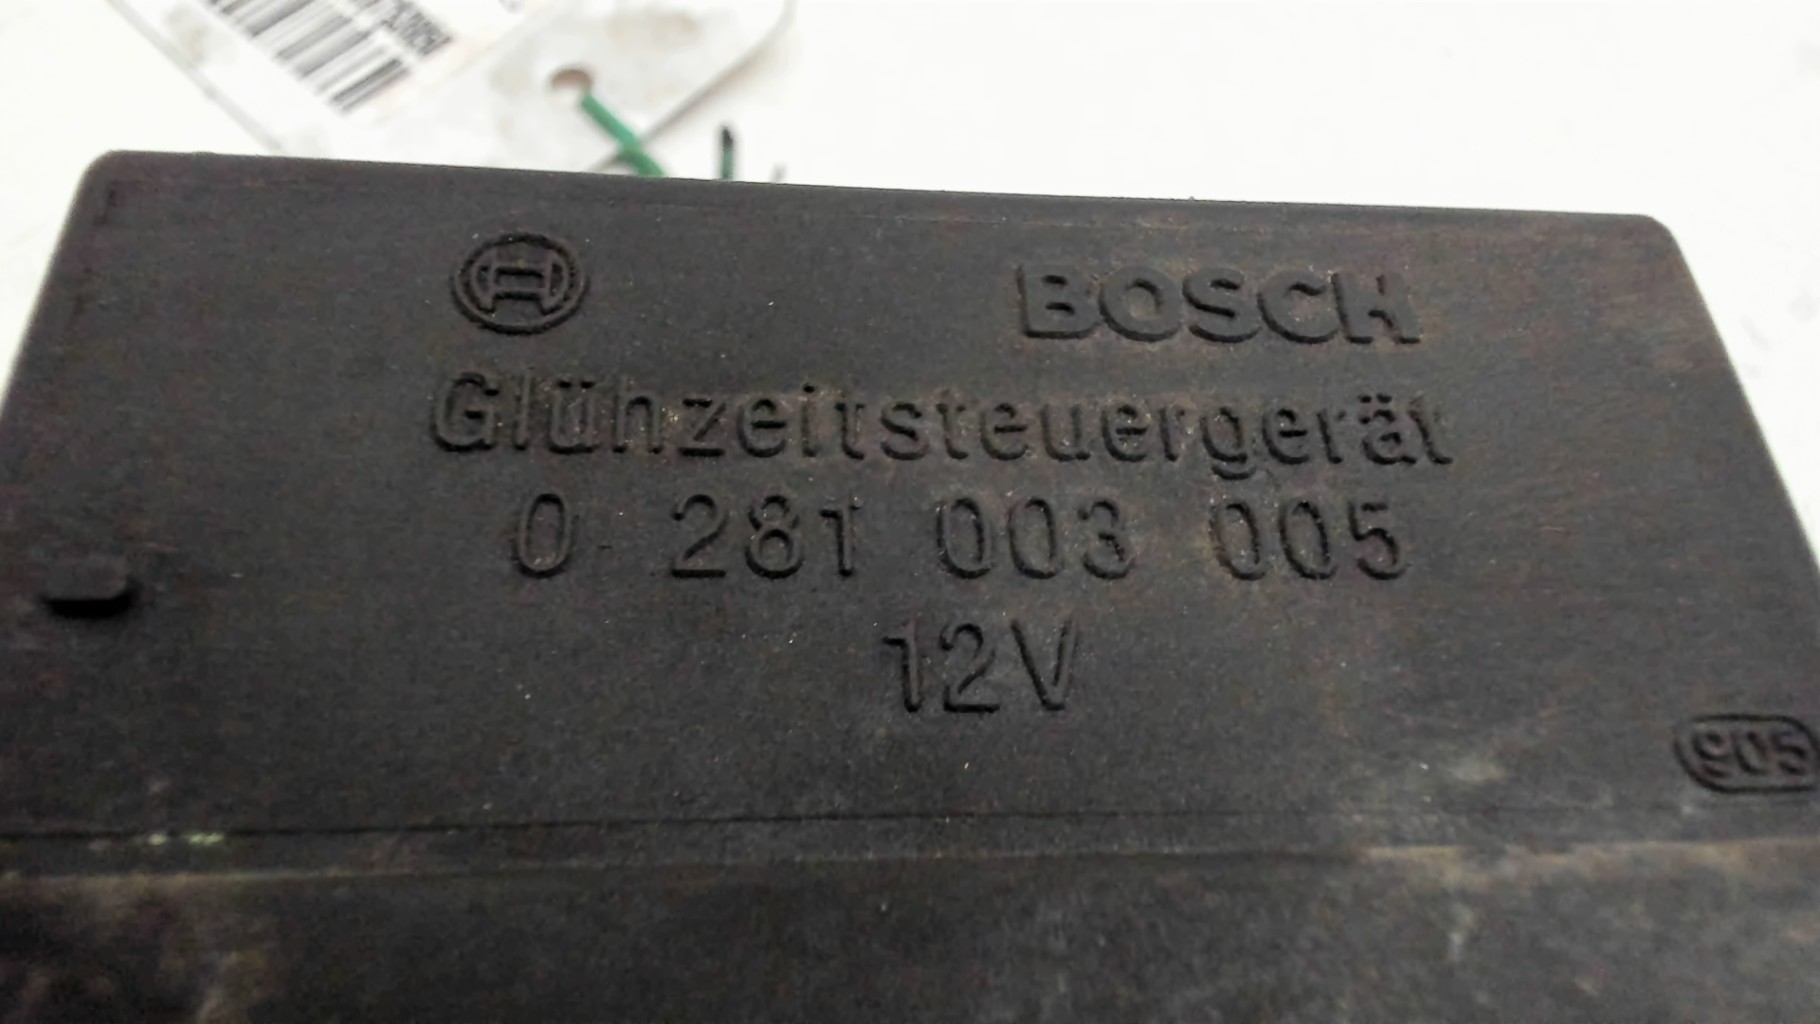 BOSCH
Glühzeitsteuergerät
0 281 003 005
12V
905